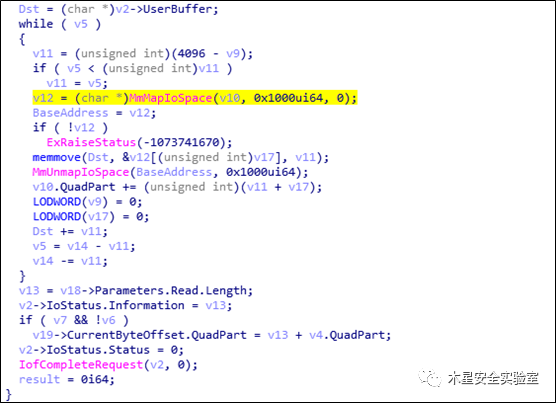 Dst = (char *)v2->UserBuffer;
while ( v5 )
{
v11 = (unsigned int)(4096 - v9);
if ( v5 < (unsigned int)v11 )
v11 = v5;
v12 = (char *)MmMapIoSpace(v10, 0x1000ui64, 0);
BaseAddress = v12;
if ( !v12 )
ExRaiseStatus(-1073741670);
memmove(Dst, &v12[(unsigned int)v17], v11);
MmUnmapIoSpace(BaseAddress, 0x1000ui64);
v10.QuadPart += (unsigned int)(v11 + v17);
LODWORD(v9) = 0;
LODWORD(v17) = 0;
Dst += v11;
v5 = v14 - v11;
v14 -= v11;
}
v13 = v18->Parameters.Read.Length;
v2->IoStatus.Information = v13;
if ( v7 && !v6 )
v19->CurrentByteOffset.QuadPart = v13 + v4.QuadPart;
v2->IoStatus.Status = 0;
IofCompleteRequest(v2, 0);
result = 0i64;
}
木星安全实验室